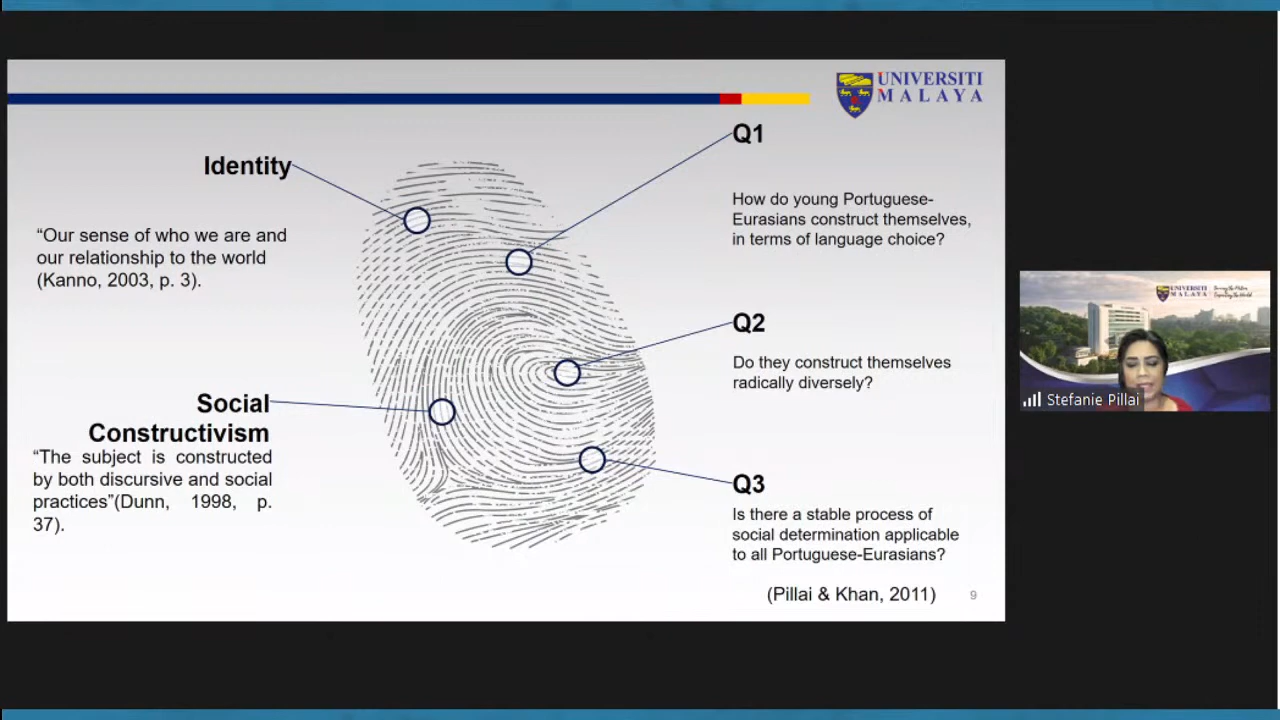 UNIVERSITI
MALAYA
Identity
“Our sense of who we are and
our relationship to the world
(Kanno, 2003, p. 3).
Social
Constructivism
“The subject is constructed
by both discursive and social
practices”(Dunn, 1998, p.
37).
Q1
How do young Portuguese-
Eurasians construct themselves,
in terms of language choice?
Q2
Do they construct themselves
radically diversely?
Q3
Is there a stable process of
social determination applicable
to all Portuguese-Eurasians?
(Pillai & Khan, 2011)
9
UNIVERSITI
MALAYA
Stefanie Pillai